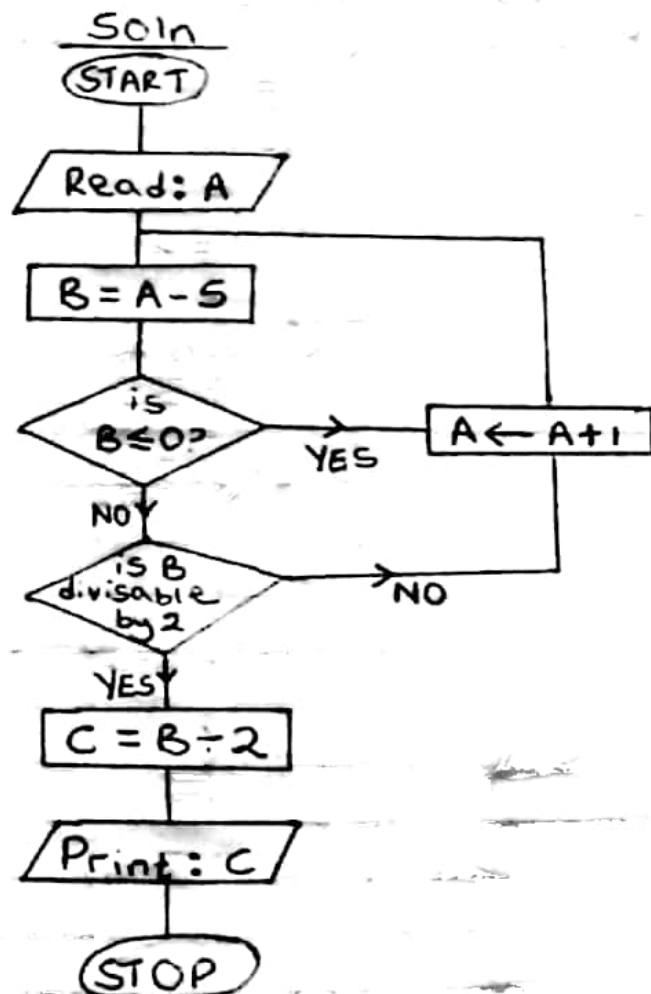 Soln
START
Read: A
B = A - 5
is
B ≤ 0?
YES
A ← A+1
NO
is B
divisable
by 2
NO
YES
C = B ÷ 2
Print: C
STOP